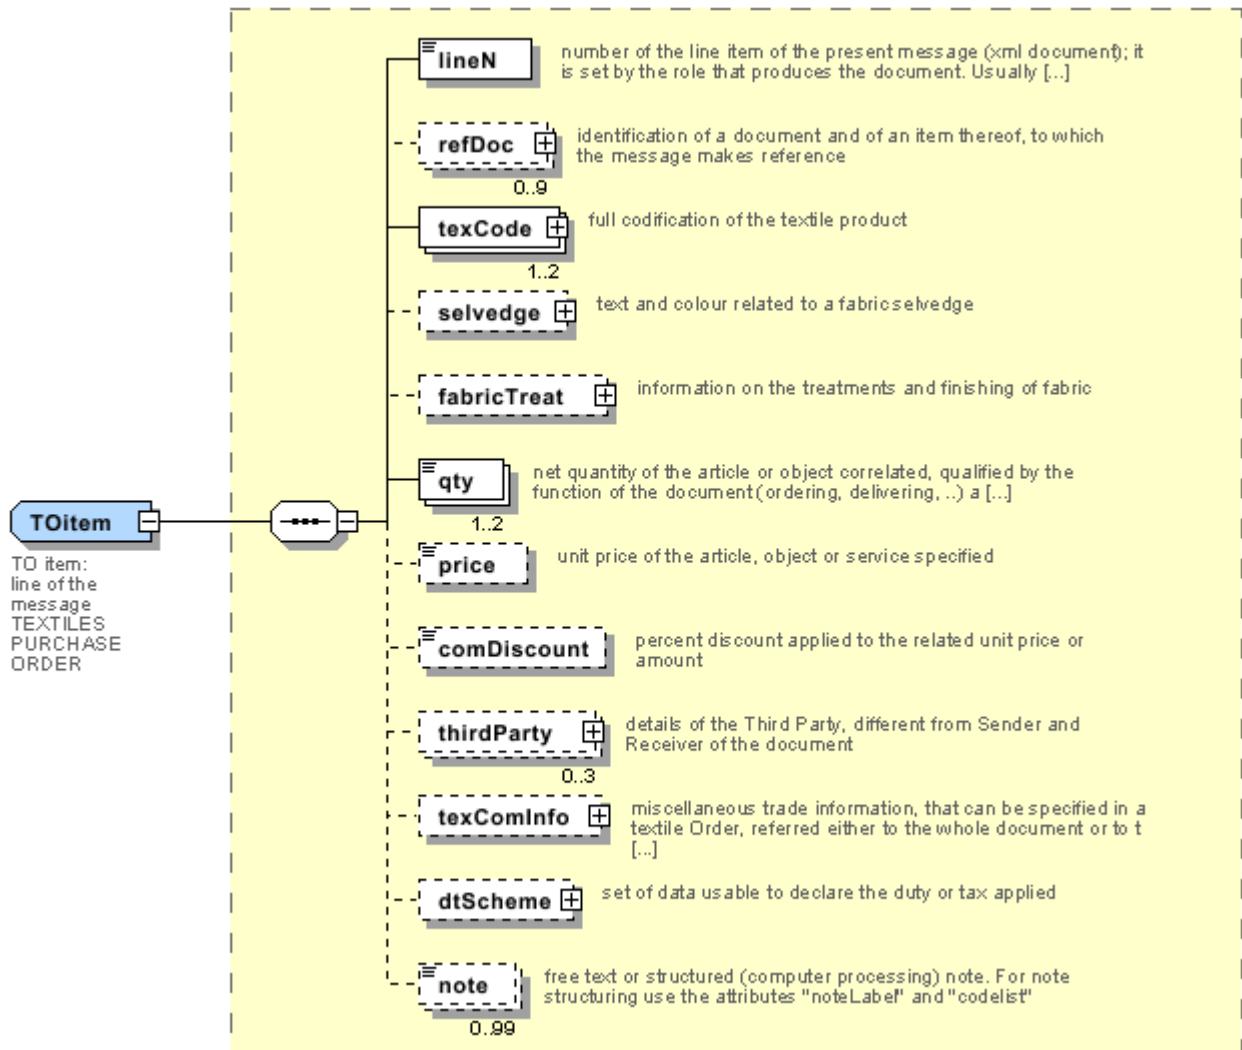 lineN
number of the line item of the present message (xml document); it
is set by the role that produces the document. Usually [...]
refDoc
identification of a document and of an item thereof, to which
the message makes reference
0..9
texCode
full codification of the textile product
1..2
selvedge
text and colour related to a fabric selvedge
fabricTreat
information on the treatments and finishing of fabric
qty
net quantity of the article or object correlated, qualified by the
function of the document (ordering, delivering, ..) a [...]
1..2
TOitem
TO item:
line of the
message
TEXTILES
PURCHASE
ORDER
price
unit price of the article, object or service specified
comDiscount
percent discount applied to the related unit price or
amount
thirdParty
details of the Third Party, different from Sender and
Receiver of the document
0..3
texComInfo
miscellaneous trade information, that can be specified in a
textile Order, referred either to the whole document or to t
[...]
dtScheme
set of data usable to declare the duty or tax applied
note
free text or structured (computer processing) note. For note
structuring use the attributes "noteLabel" and "codelist"
0..99